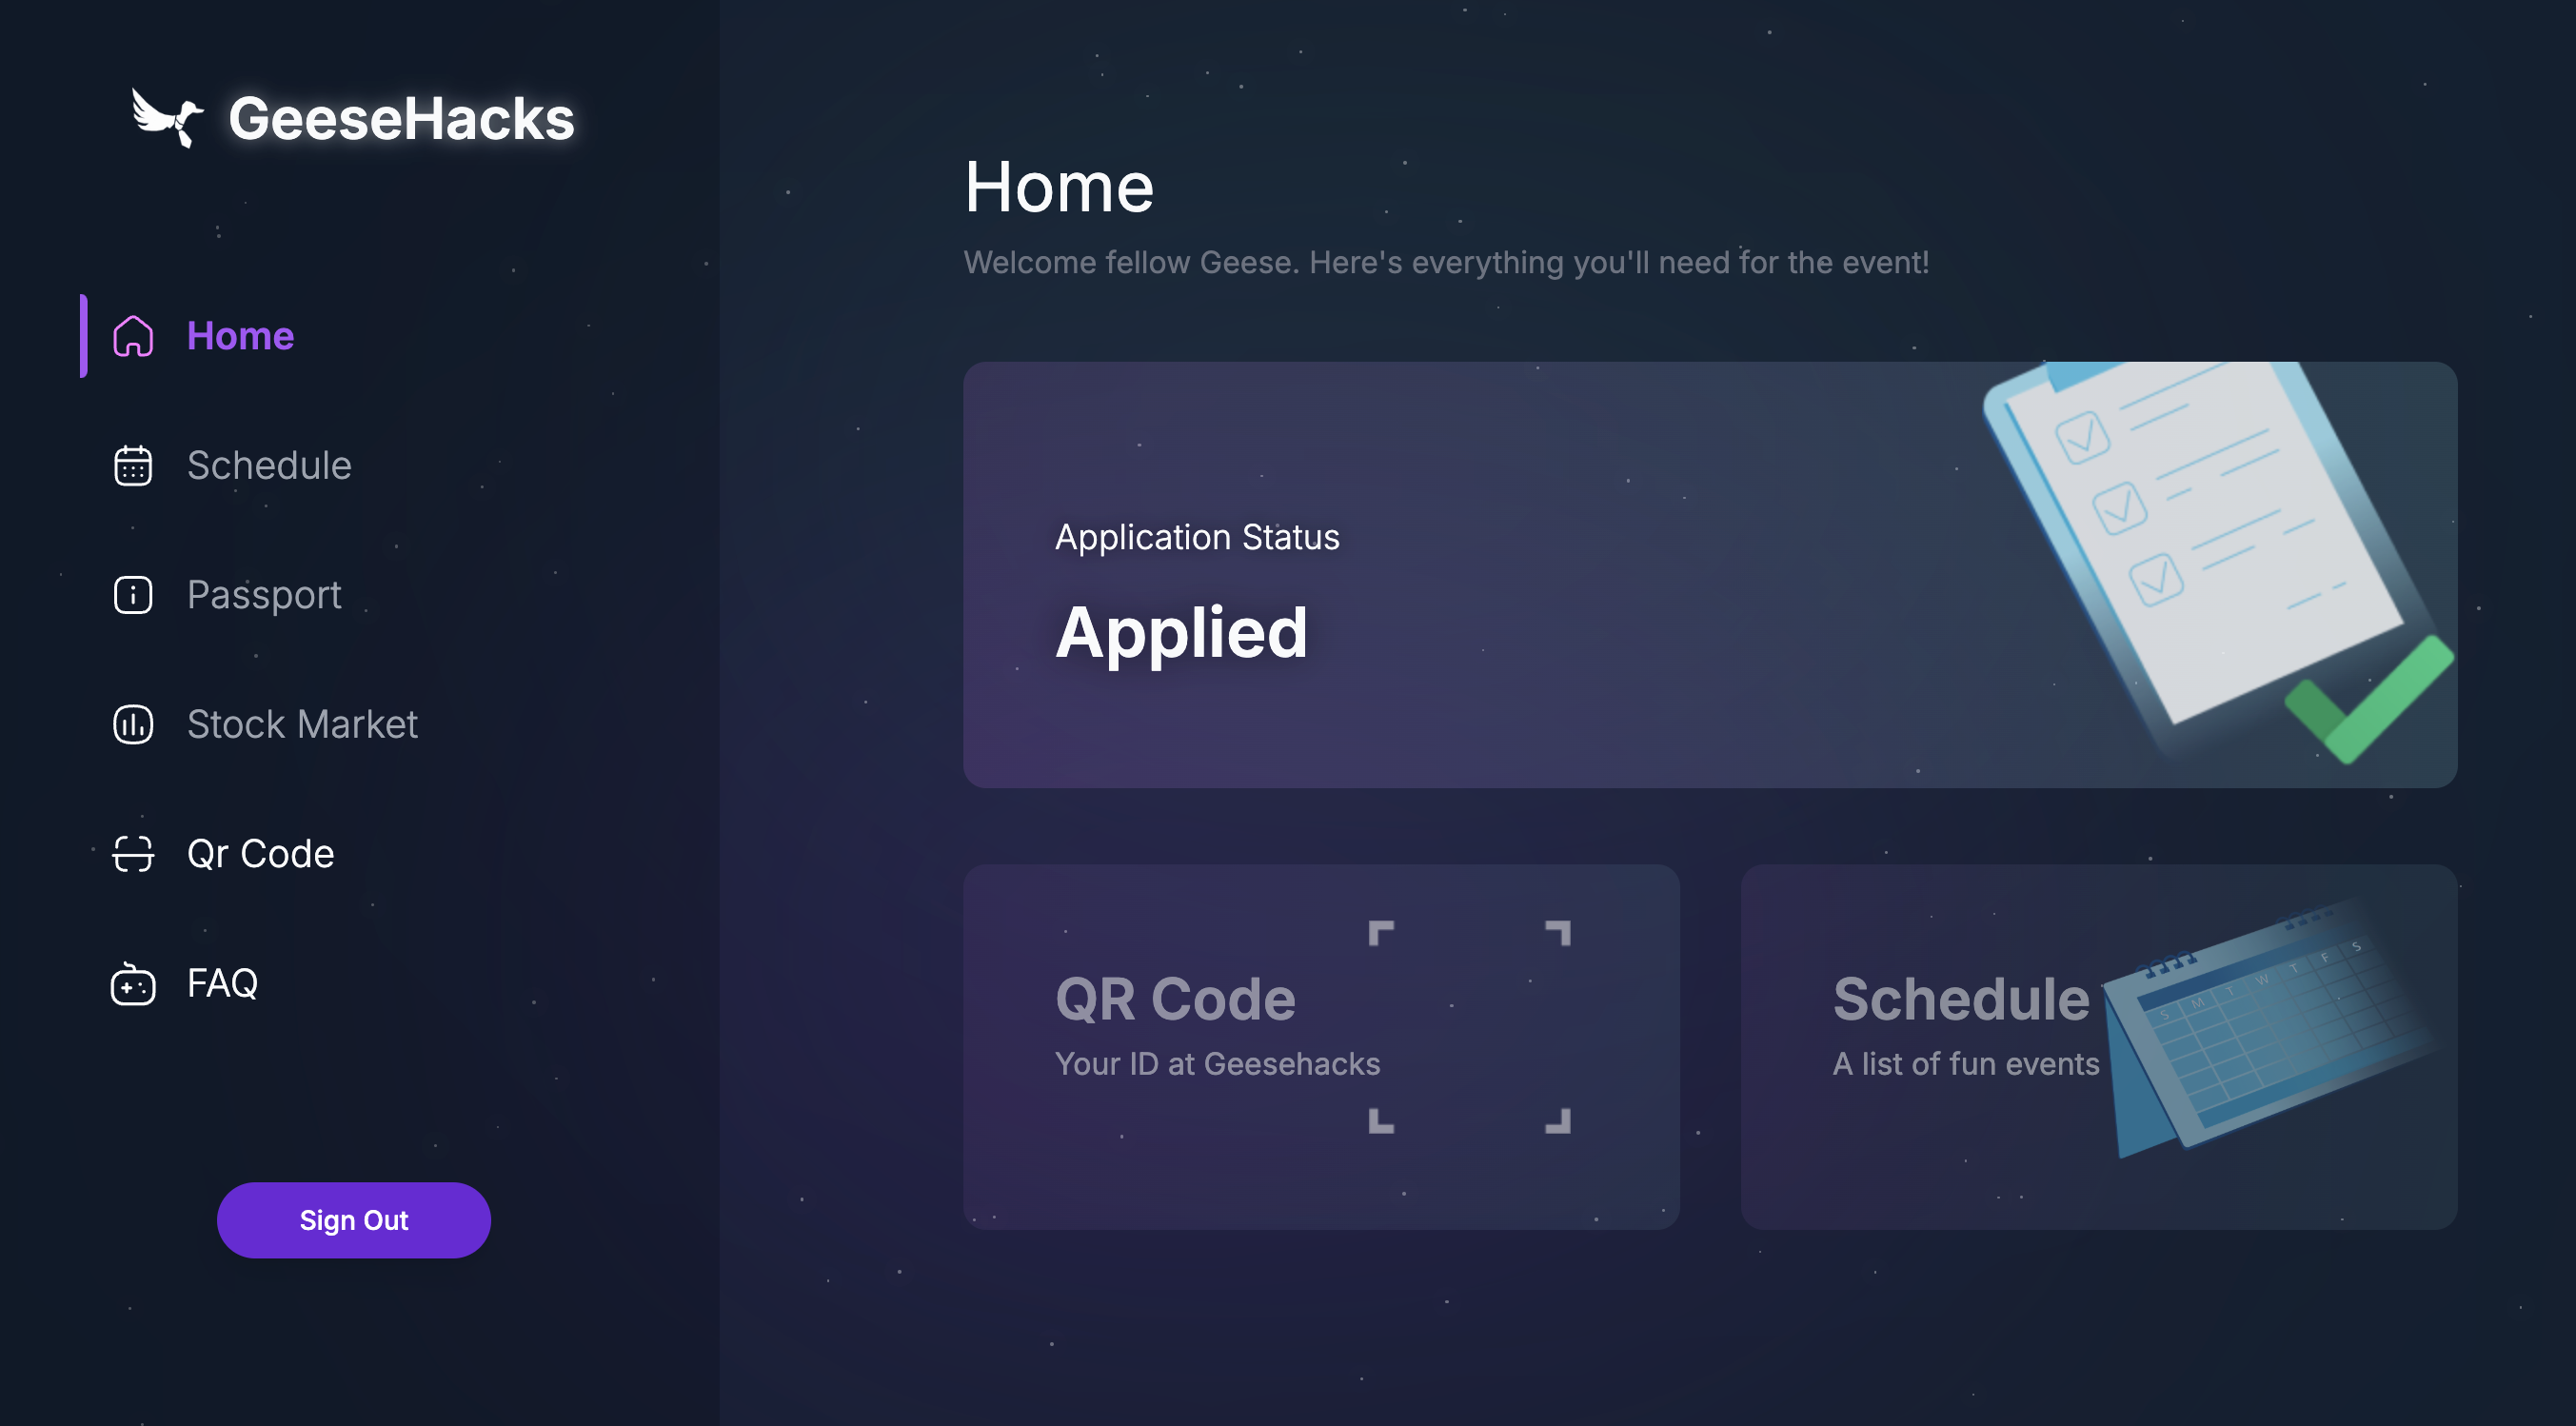 GeeseHacks
Home
Schedule
Passport
Stock Market
Qr Code
FAQ
Sign Out
Home
Welcome fellow Geese. Here's everything you'll need for the event!
Application Status
Applied
QR Code
Your ID at Geesehacks
Schedule
A list of fun events
S M T W T F S